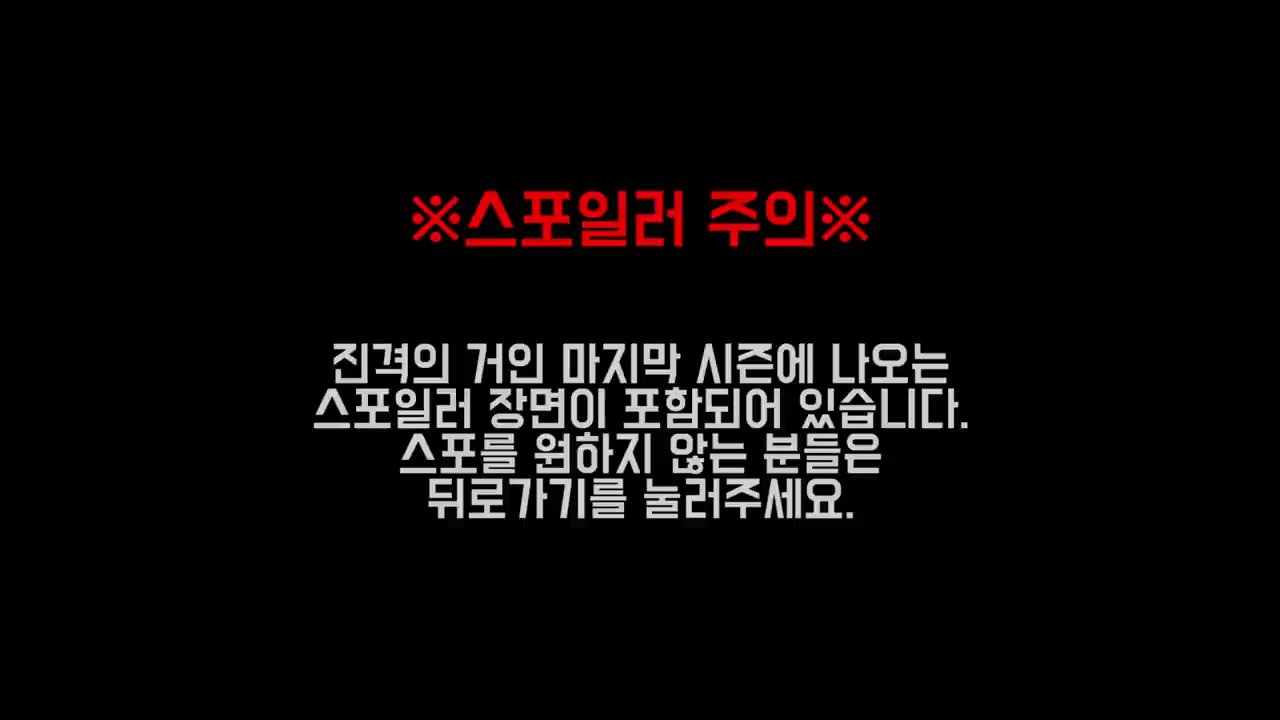 ※스포일러 주의※
진격의 거인 마지막 시즌에 나오는
스포일러 장면이 포함되어 있습니다.
스포를 원하지 않는 분들은
뒤로가기를 눌러주세요.